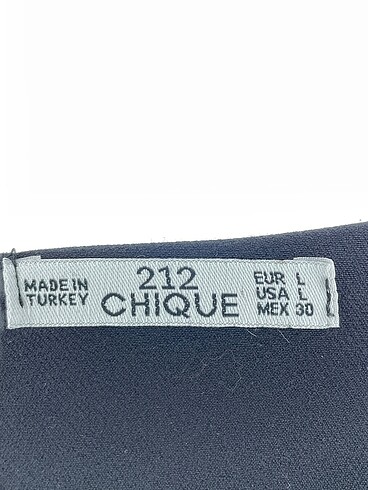 MADE IN
TURKEY
212
CHIQUE
EUR L
USA L
MEX 30